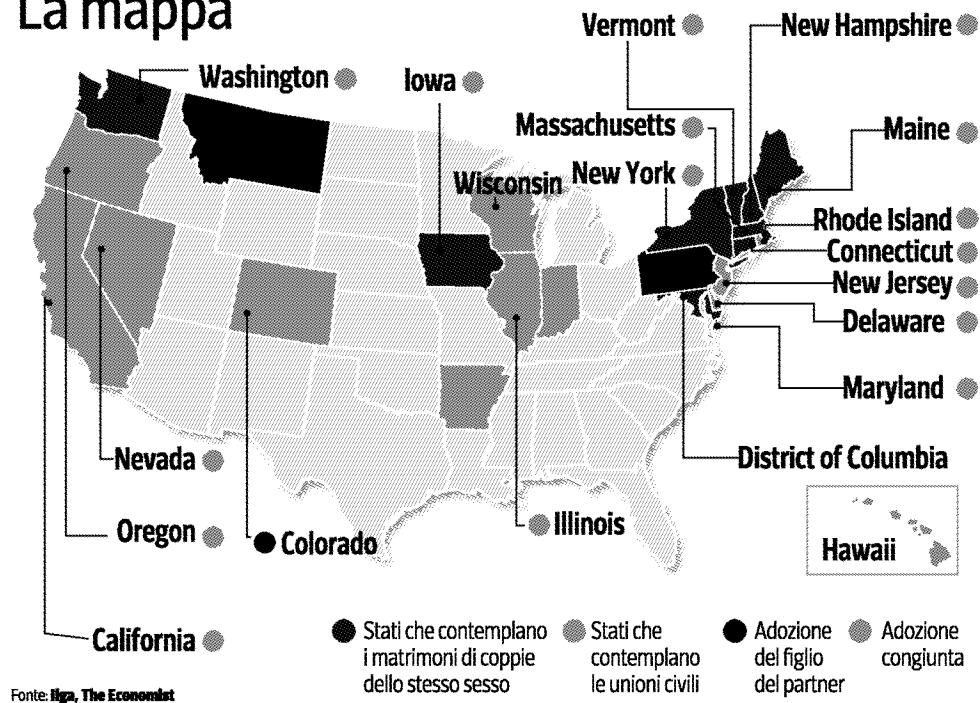 La mappa
Vermont
New Hampshire
Washington
Iowa
Massachusetts
Maine
Wisconsin
New York
Rhode Island
Connecticut
New Jersey
Delaware
Maryland
Nevada
District of Columbia
Oregon
Colorado
Illinois
Hawaii
California
Stati che contemplano
i matrimoni di coppie
dello stesso sesso
Stati che
contemplano
le unioni civili
Adozione
del figlio
del partner
Adozione
congiunta
Fonte: Ilga, The Economist